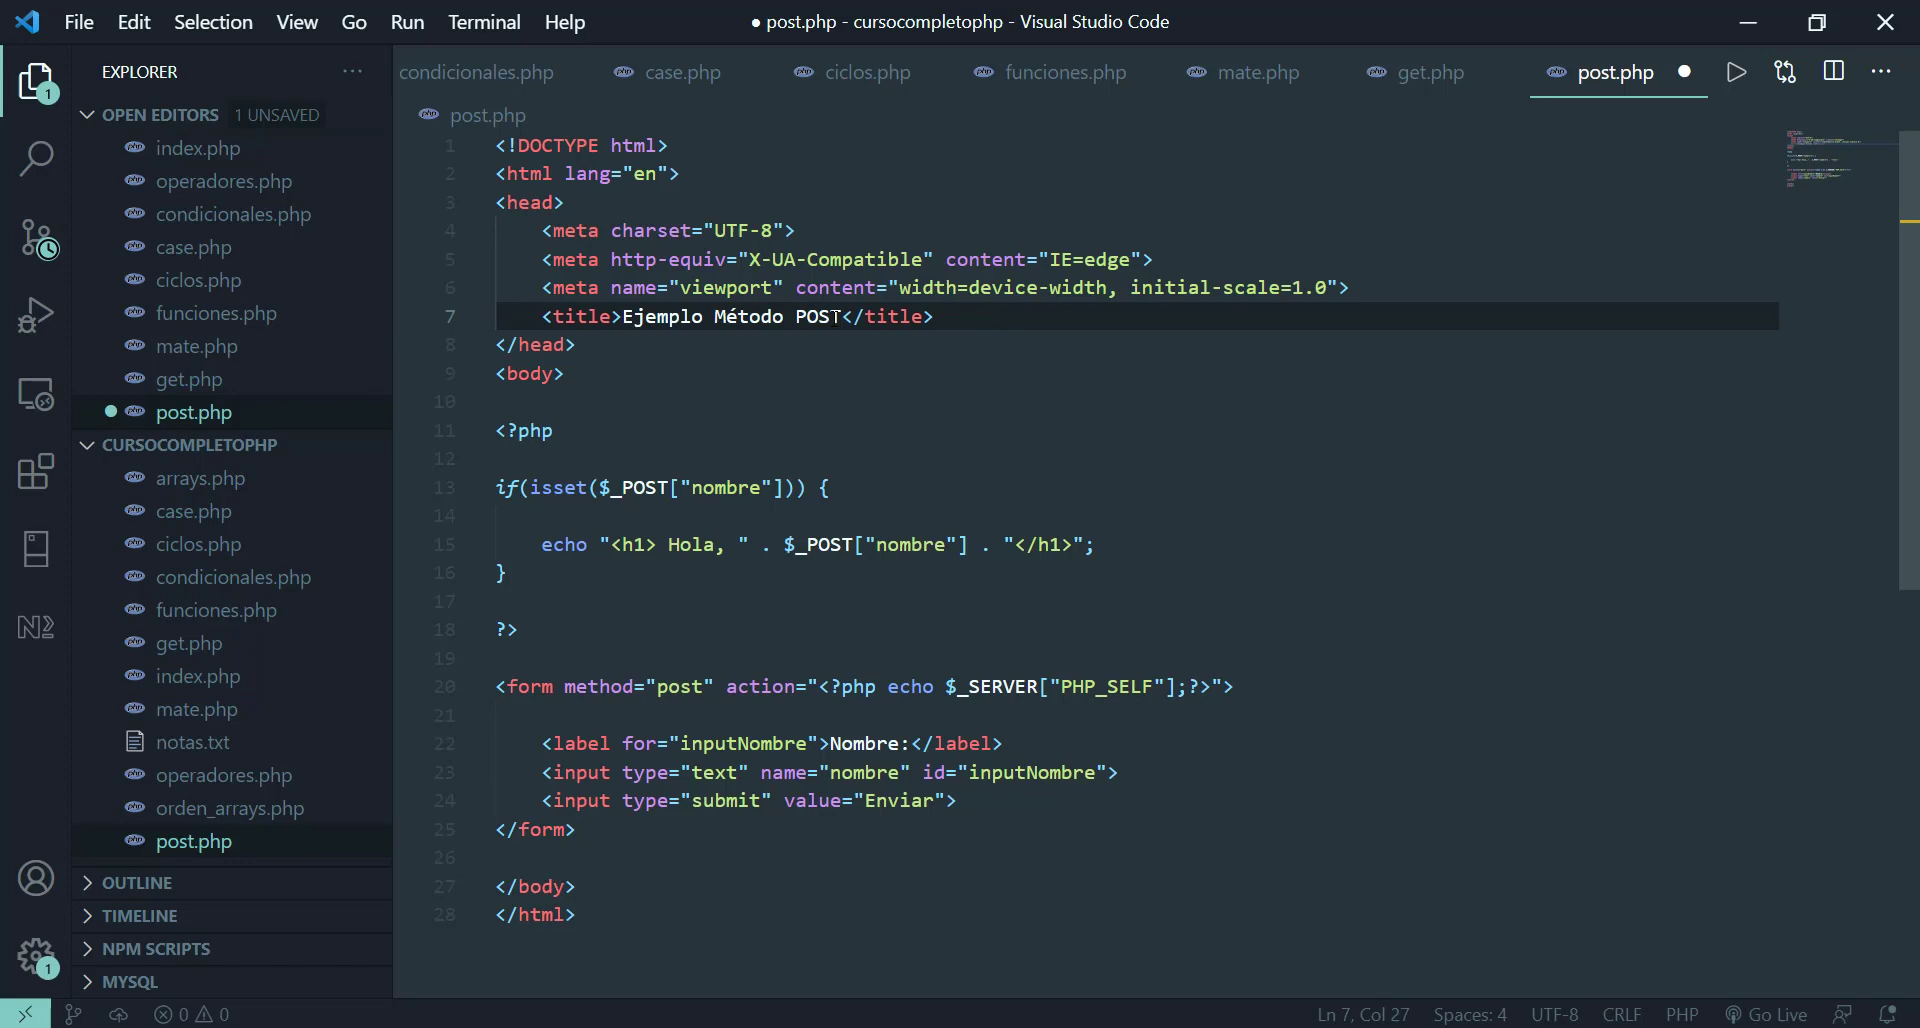 File Edit Selection View Go Run Terminal Help
● post.php - cursocompletophp - Visual Studio Code
EXPLORER
condicionales.php case.php ciclos.php funciones.php mate.php get.php post.php
1
OPEN EDITORS 1 UNSAVED
index.php
operadores.php
condicionales.php
case.php
ciclos.php
funciones.php
mate.php
get.php
post.php
CURSOCOMPLETOPHP
arrays.php
case.php
ciclos.php
condicionales.php
funciones.php
get.php
index.php
mate.php
notas.txt
operadores.php
orden_arrays.php
post.php
OUTLINE
TIMELINE
NPM SCRIPTS
MYSQL
1
post.php
1 <!DOCTYPE html>
2 <html lang="en">
3 <head>
4 <meta charset="UTF-8">
5 <meta http-equiv="X-UA-Compatible" content="IE=edge">
6 <meta name="viewport" content="width=device-width, initial-scale=1.0">
7 <title>Ejemplo Método POST</title>
8 </head>
9 <body>
10
11 <?php
12
13 if(isset($_POST["nombre"])) {
14
15 echo "<h1> Hola, " . $_POST["nombre"] . "</h1>";
16 }
17
18 ?>
19
20 <form method="post" action="<?php echo $_SERVER["PHP_SELF"];?>">
21
22 <label for="inputNombre">Nombre:</label>
23 <input type="text" name="nombre" id="inputNombre">
24 <input type="submit" value="Enviar">
25 </form>
26
27 </body>
28 </html>
0 0
Ln 7, Col 27 Spaces: 4 UTF-8 CRLF PHP Go Live